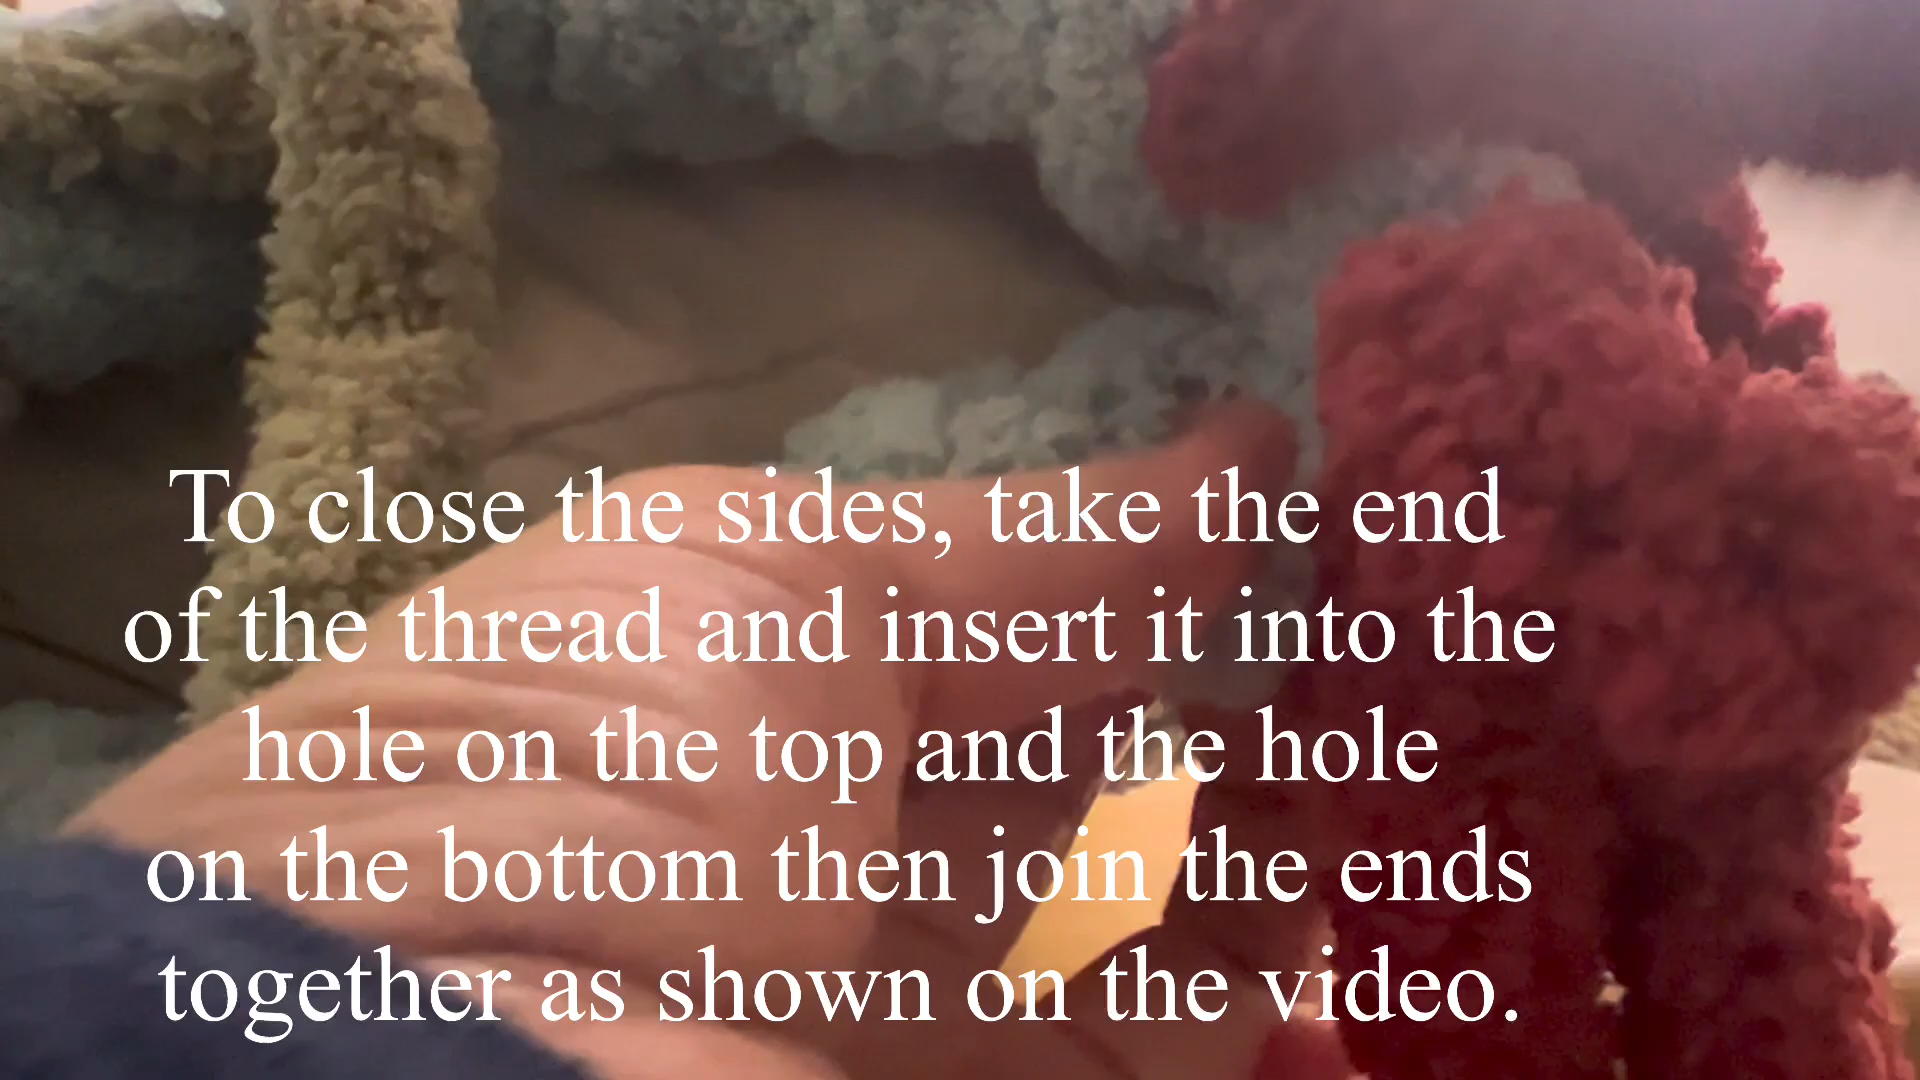 To close the sides, take the end
of the thread and insert it into the
hole on the top and the hole
on the bottom then join the ends
together as shown on the video.